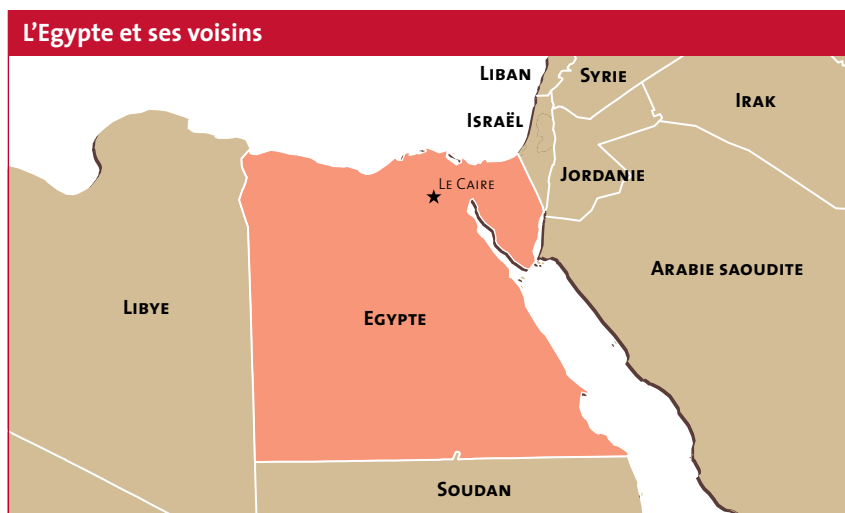 L'Egypte et ses voisins
LIBAN
SYRIE
IRAK
ISRAËL
JORDANIE
LE CAIRE
ARABIE SAOUDITE
LIBYE
EGYPTE
SOUDAN